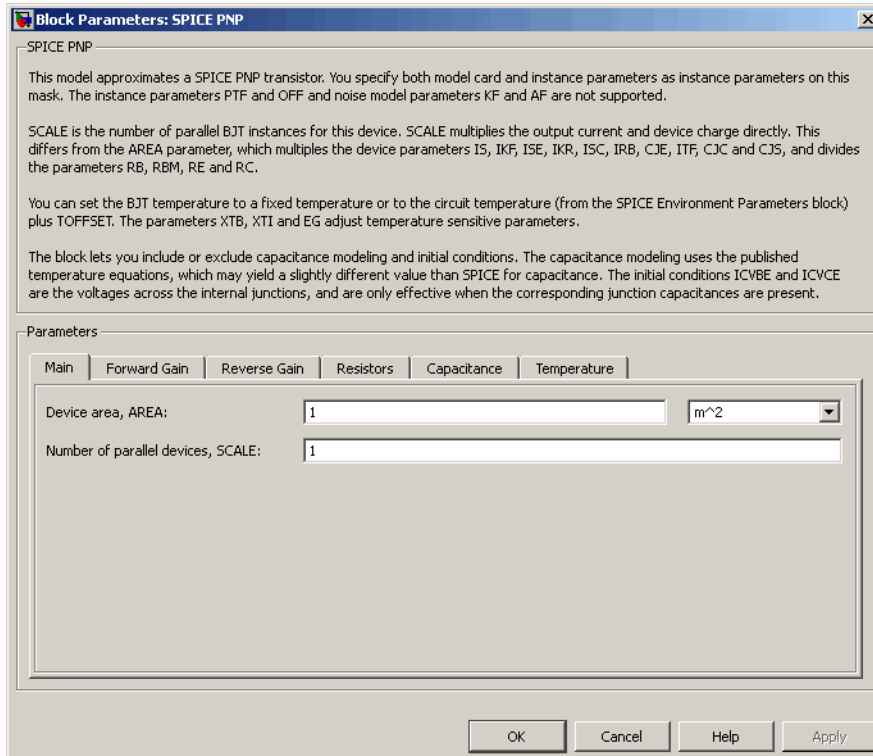 Block Parameters: SPICE PNP
SPICE PNP
This model approximates a SPICE PNP transistor. You specify both model card and instance parameters as instance parameters on this
mask. The instance parameters PTF and OFF and noise model parameters KF and AF are not supported.
SCALE is the number of parallel BJT instances for this device. SCALE multiplies the output current and device charge directly. This
differs from the AREA parameter, which multiples the device parameters IS, IKF, ISE, IKR, ISC, IRB, CJE, ITF, CJC and CJS, and divides
the parameters RB, RBM, RE and RC.
You can set the BJT temperature to a fixed temperature or to the circuit temperature (from the SPICE Environment Parameters block)
plus TOFFSET. The parameters XTB, XTI and EG adjust temperature sensitive parameters.
The block lets you include or exclude capacitance modeling and initial conditions. The capacitance modeling uses the published
temperature equations, which may yield a slightly different value than SPICE for capacitance. The initial conditions ICVBE and ICVCE
are the voltages across the internal junctions, and are only effective when the corresponding junction capacitances are present.
Parameters
Main Forward Gain Reverse Gain Resistors Capacitance Temperature
Device area, AREA: 1 m^2
Number of parallel devices, SCALE: 1
OK Cancel Help Apply